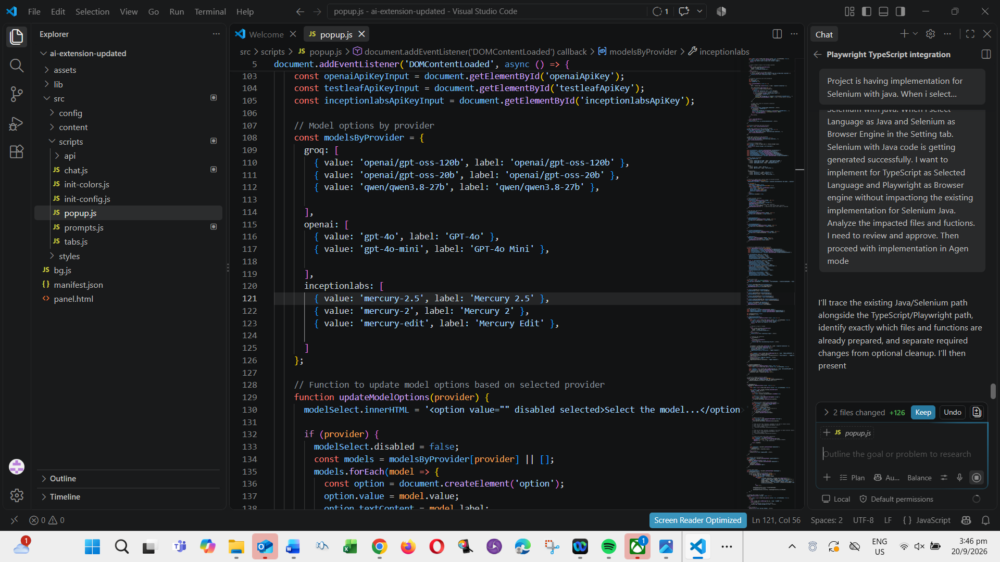 File Edit Selection View Go Run Terminal Help
popup.js - ai-extension-updated - Visual Studio Code
1
Explorer
ai-extension-updated
assets
lib
src
config
content
scripts
api
JS chat.js
JS init-colors.js
JS init-config.js
JS popup.js
JS prompts.js
JS tabs.js
styles
JS bg.js
{} manifest.json
<> panel.html
Outline
Timeline
Welcome
JS popup.js
src > scripts > JS popup.js > document.addEventListener('DOMContentLoaded') callback > modelsByProvider > inceptionlabs
5 document.addEventListener('DOMContentLoaded', async () => {
103 const openaiApiKeyInput = document.getElementById('openaiApiKey');
104 const testleafApiKeyInput = document.getElementById('testleafApiKey');
105 const inceptionlabsApiKeyInput = document.getElementById('inceptionlabsApiKey');
106
107 // Model options by provider
108 const modelsByProvider = {
109 groq: [
110 { value: 'openai/gpt-oss-120b', label: 'openai/gpt-oss-120b' },
111 { value: 'openai/gpt-oss-20b', label: 'openai/gpt-oss-20b' },
112 { value: 'qwen/qwen3.8-27b', label: 'qwen/qwen3.8-27b' },
113
114 ],
115 openai: [
116 { value: 'gpt-4o', label: 'GPT-4o' },
117 { value: 'gpt-4o-mini', label: 'GPT-4o Mini' },
118
119 ],
120 inceptionlabs: [
121 { value: 'mercury-2.5', label: 'Mercury 2.5' },
122 { value: 'mercury-2', label: 'Mercury 2' },
123 { value: 'mercury-edit', label: 'Mercury Edit' },
124
125 ]
126 };
127
128 // Function to update model options based on selected provider
129 function updateModelOptions(provider) {
130 modelSelect.innerHTML = '<option value="" disabled selected>Select the model...</option
131
132 if (provider) {
133 modelSelect.disabled = false;
134 const models = modelsByProvider[provider] || [];
135 models.forEach(model => {
136 const option = document.createElement('option');
137 option.value = model.value;
138 option.textContent = model.label;
Chat
Playwright TypeScript integration
Project is having implementation for
Selenium with java. When i select...
Selenium with Java. When I select
Language as Java and Selenium as
Browser Engine in the Setting tab.
Selenium with Java code is getting
generated successfully. I want to
implement for TypeScript as Selected
Language and Playwright as Browser
engine without impactiong the existing
implementation for Selenium Java.
Analyze the impacted files and fuctions.
I need to review and approve. Then
proceed with implementation in Agen
mode
I'll trace the existing Java/Selenium path
alongside the TypeScript/Playwright path,
identify exactly which files and functions are
already prepared, and separate required
changes from optional cleanup. I'll then
present
2 files changed +126 Keep Undo
JS popup.js
Outline the goal or problem to research
Plan Au... Balance
Local Default permissions
0 0
Screen Reader Optimized Ln 121, Col 56 Spaces: 2 UTF-8 LF {} JavaScript
1
1
ENG
US
3:46 pm
20/9/2026